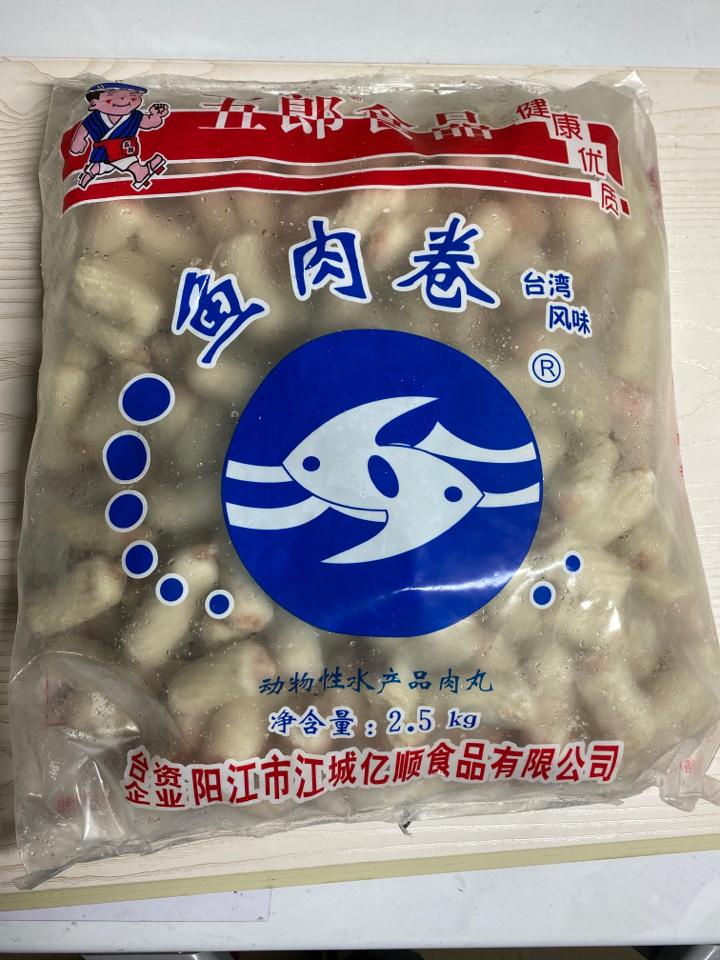 五郎®食品
健康优质
鱼肉卷
台湾
风味
®
动物性水产品肉丸
净含量：2.5 kg
台资
企业
阳江市江城亿顺食品有限公司